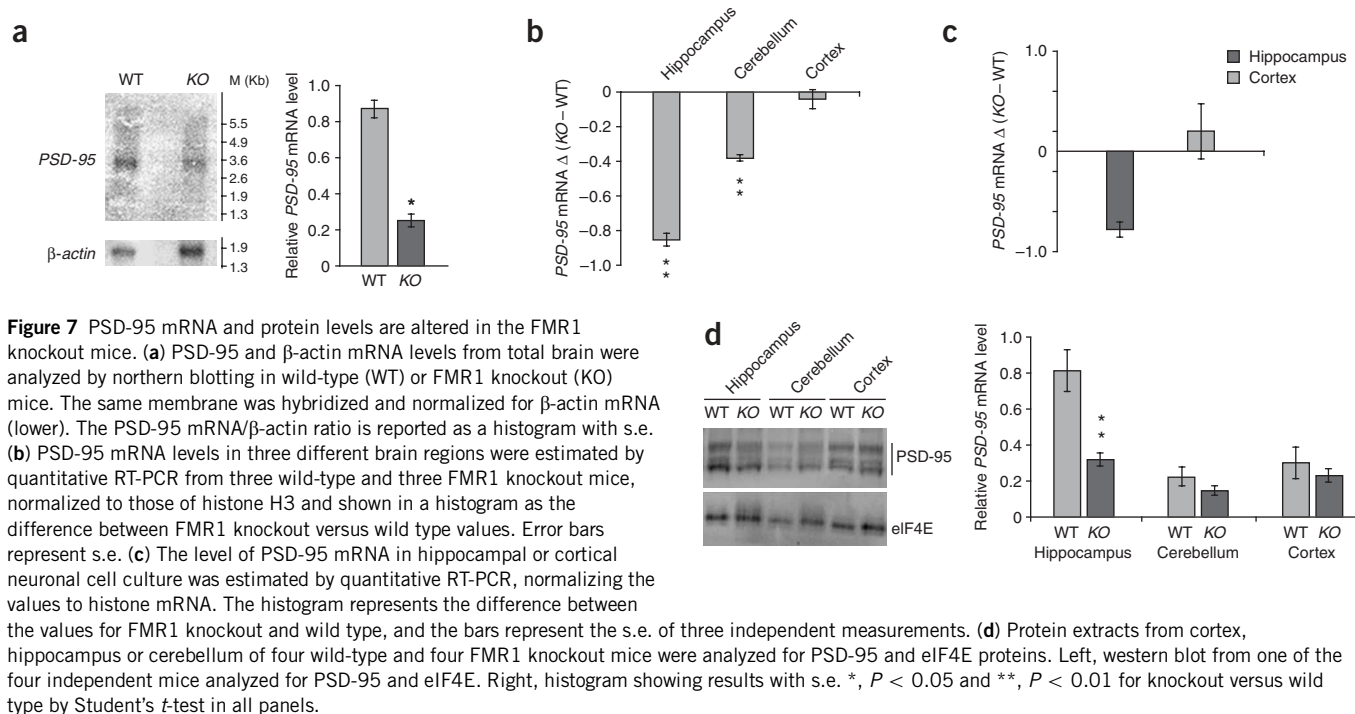 a
WT KO M (Kb)
PSD-95
5.5
4.9
3.6
2.6
1.9
1.3
β-actin
1.9
1.3
Relative PSD-95 mRNA level
1.0
0.8
0.6
0.4
0.2
0
*
WT KO
b
Hippocampus
Cerebellum
Cortex
PSD-95 mRNA Δ (KO – WT)
0
–0.2
–0.4
–0.6
–0.8
–1.0
**
**
c
PSD-95 mRNA Δ (KO – WT)
1.0
0
–1.0
Hippocampus
Cortex
Figure 7 PSD-95 mRNA and protein levels are altered in the FMR1
knockout mice. (a) PSD-95 and β-actin mRNA levels from total brain were
analyzed by northern blotting in wild-type (WT) or FMR1 knockout (KO)
mice. The same membrane was hybridized and normalized for β-actin mRNA
(lower). The PSD-95 mRNA/β-actin ratio is reported as a histogram with s.e.
(b) PSD-95 mRNA levels in three different brain regions were estimated by
quantitative RT-PCR from three wild-type and three FMR1 knockout mice,
normalized to those of histone H3 and shown in a histogram as the
difference between FMR1 knockout versus wild type values. Error bars
represent s.e. (c) The level of PSD-95 mRNA in hippocampal or cortical
neuronal cell culture was estimated by quantitative RT-PCR, normalizing the
values to histone mRNA. The histogram represents the difference between
the values for FMR1 knockout and wild type, and the bars represent the s.e. of three independent measurements. (d) Protein extracts from cortex,
hippocampus or cerebellum of four wild-type and four FMR1 knockout mice were analyzed for PSD-95 and eIF4E proteins. Left, western blot from one of the
four independent mice analyzed for PSD-95 and eIF4E. Right, histogram showing results with s.e. *, P < 0.05 and **, P < 0.01 for knockout versus wild
type by Student's t-test in all panels.
d
Hippocampus
Cerebellum
Cortex
WT KO WT KO WT KO
PSD-95
eIF4E
Relative PSD-95 mRNA level
1.0
0.8
0.6
0.4
0.2
0
**
WT KO WT KO WT KO
Hippocampus Cerebellum Cortex